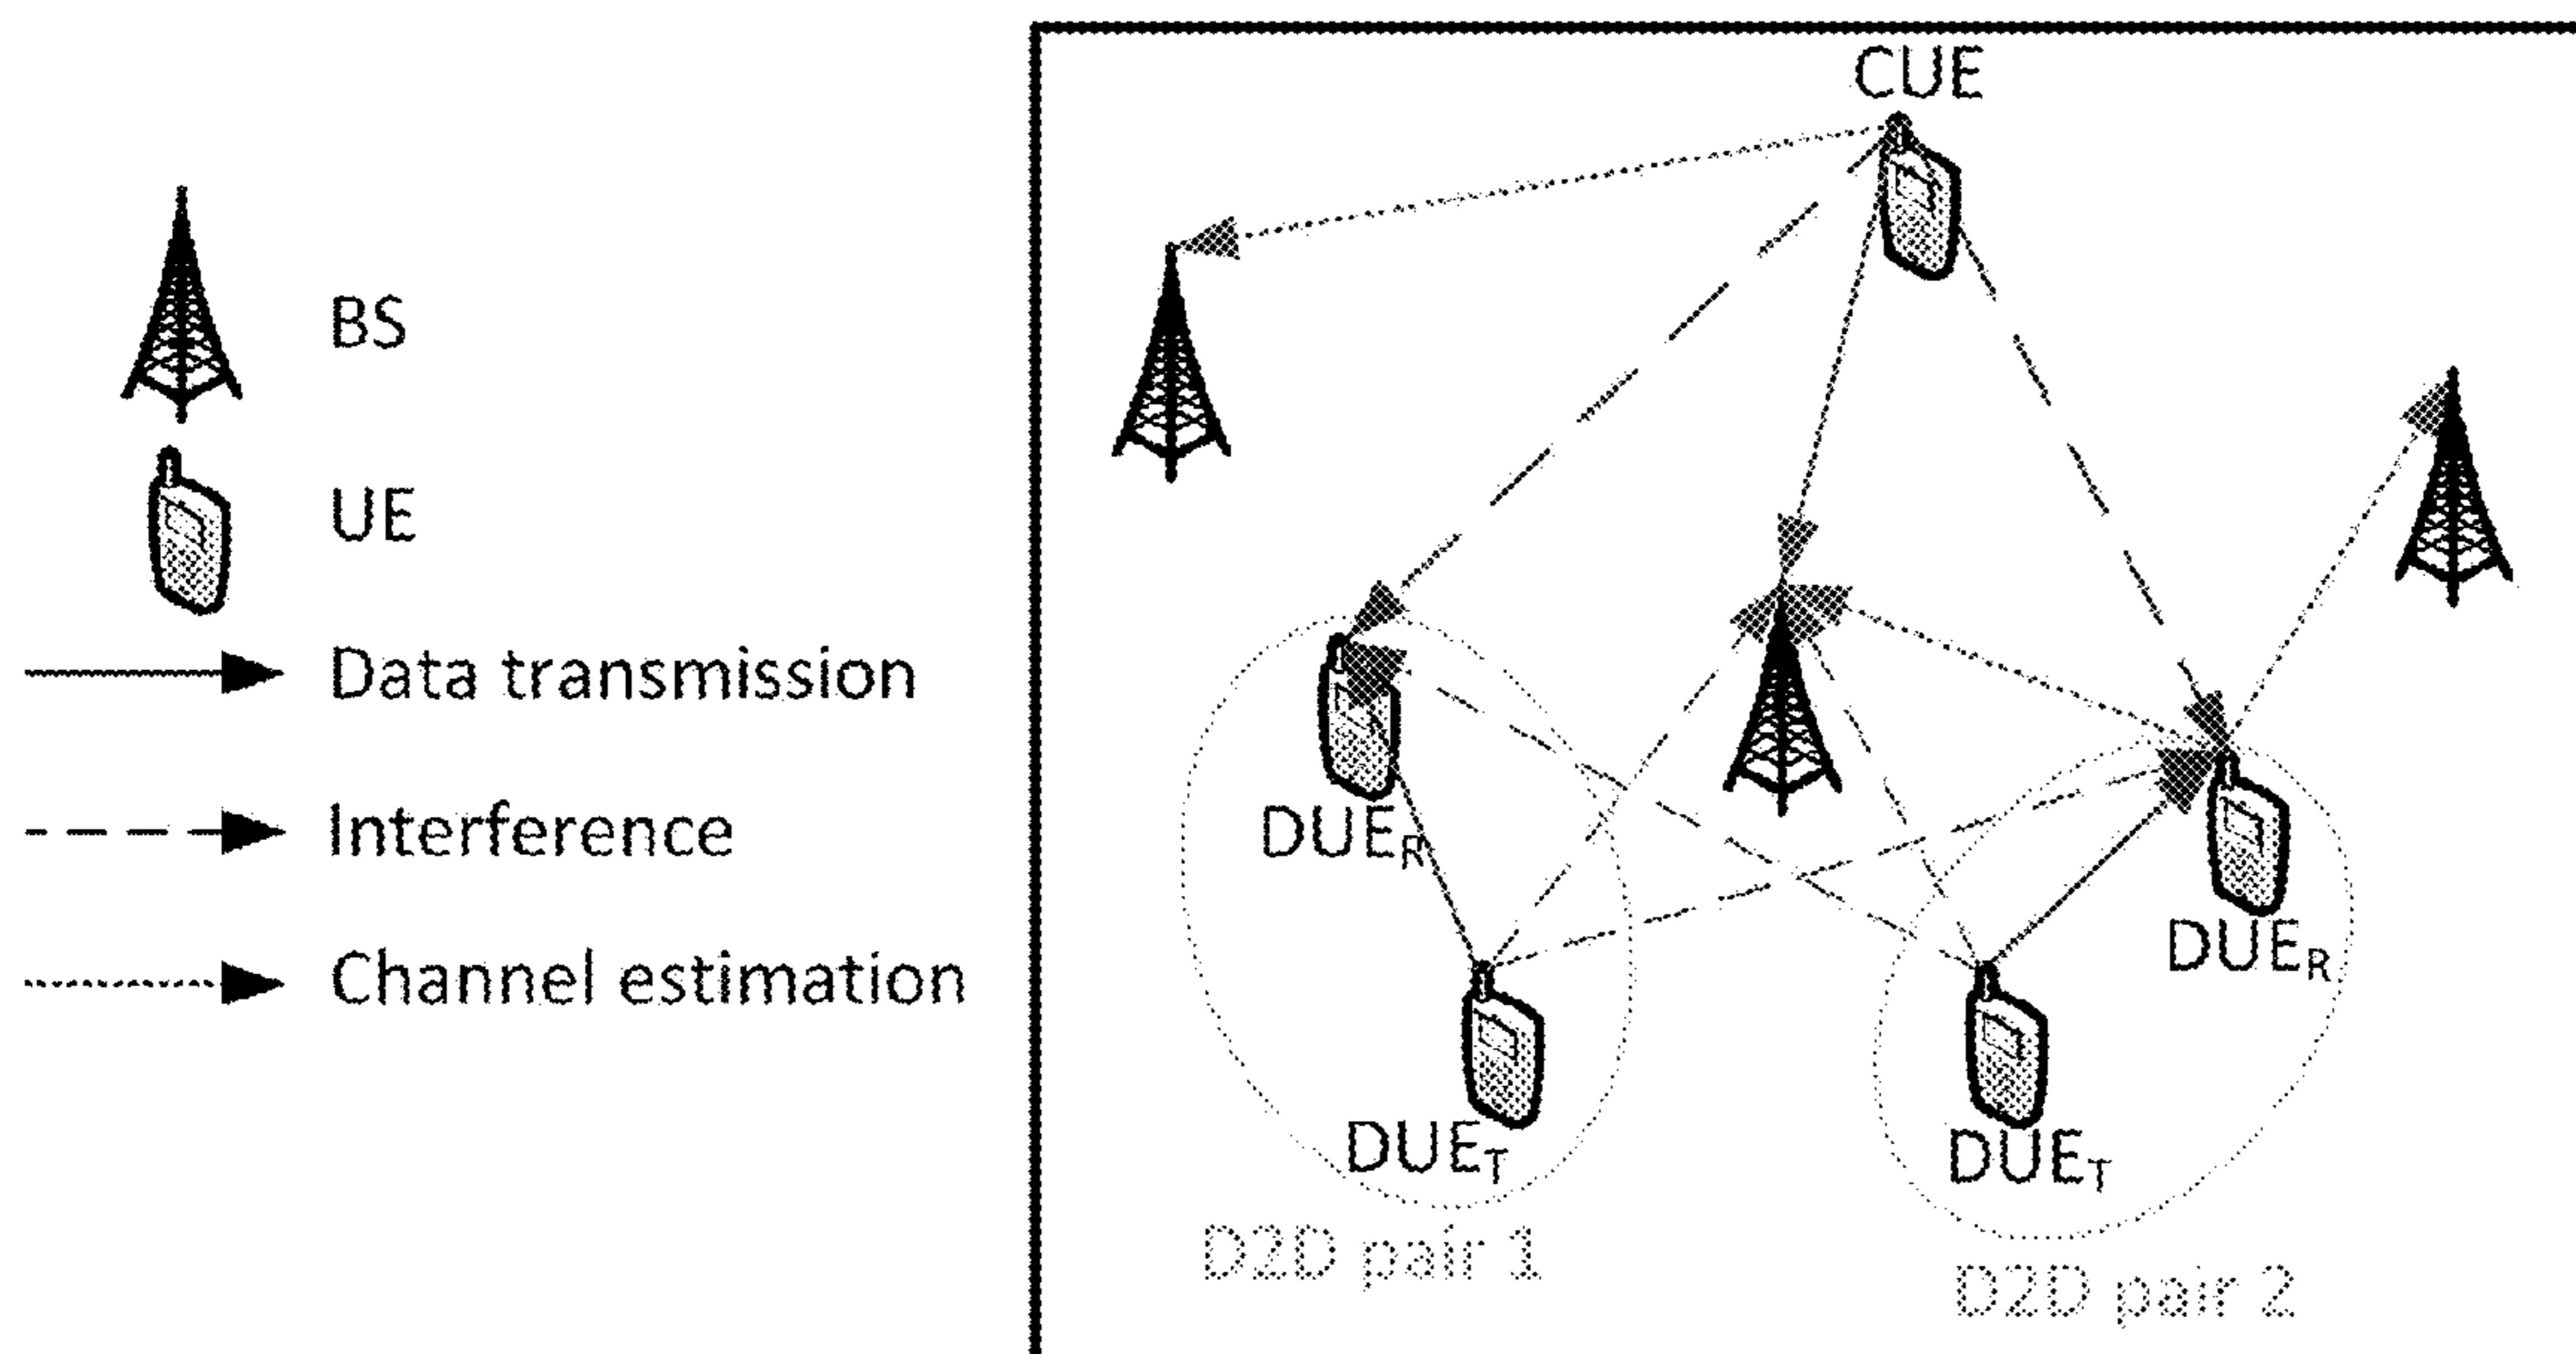 CUE
BS
UE
Data transmission
Interference
Channel estimation
DUER
DUER
DUET
DUET
D2D pair 1
D2D pair 2